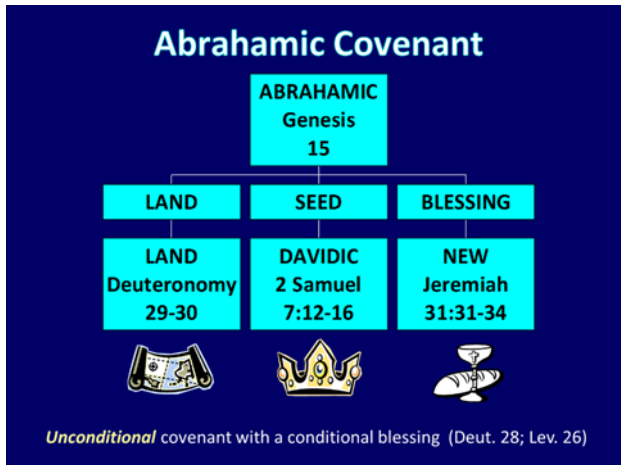 Abrahamic Covenant
ABRAHAMIC
Genesis
15
LAND
SEED
BLESSING
LAND
Deuteronomy
29-30
DAVIDIC
2 Samuel
7:12-16
NEW
Jeremiah
31:31-34
Unconditional covenant with a conditional blessing (Deut. 28; Lev. 26)